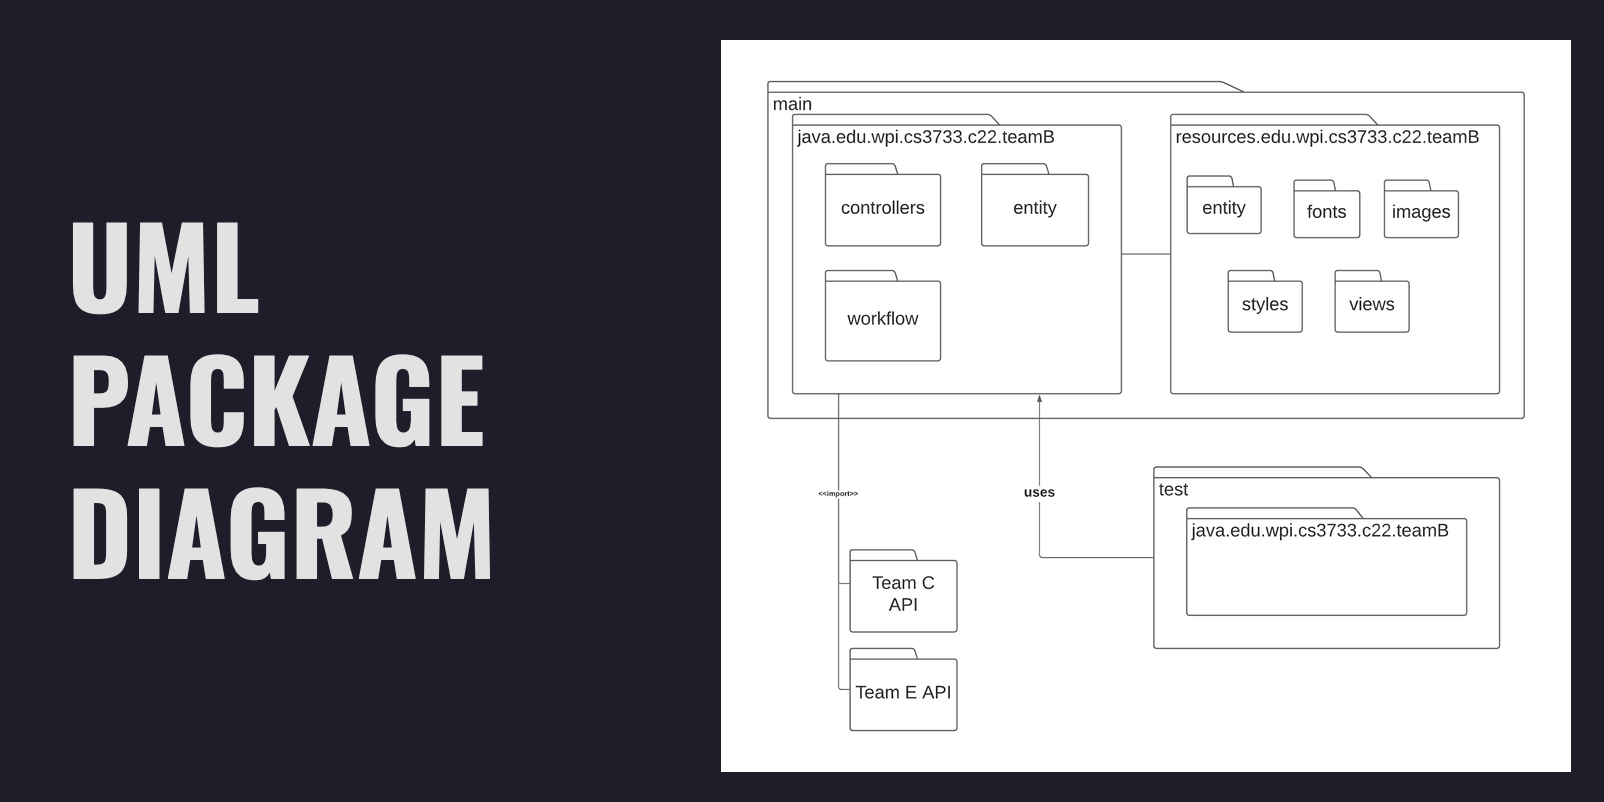 UML
PACKAGE
DIAGRAM
main
java.edu.wpi.cs3733.c22.teamB
controllers
entity
workflow
resources.edu.wpi.cs3733.c22.teamB
entity
fonts
images
styles
views
<<import>>
uses
test
java.edu.wpi.cs3733.c22.teamB
Team C
API
Team E API